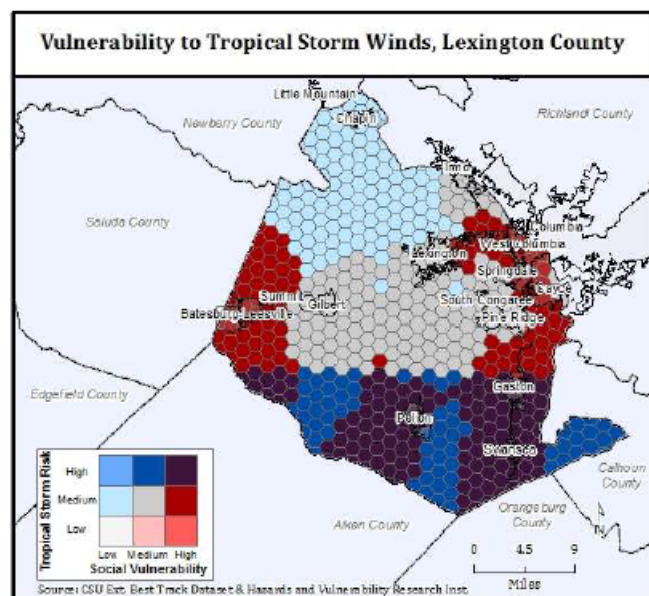 Vulnerability to Tropical Storm Winds, Lexington County
Little Mountain
Chapin
Newberry County
Richland County
Irmo
Saluda County
Columbia
West Columbia
Lexington
Springdale
Cayce
Summit
Gilbert
South Congaree
Batesburg-Leesville
Pine Ridge
Edgefield County
Gaston
Pelion
Swansea
Calhoun
County
Orangeburg
County
Aiken County
N
Tropical Storm Risk
High
Medium
Low
Low Medium High
Social Vulnerability
0 4.5 9
Miles
Source: CSU Ext. Best Track Dataset & Hazards and Vulnerability Research Inst.